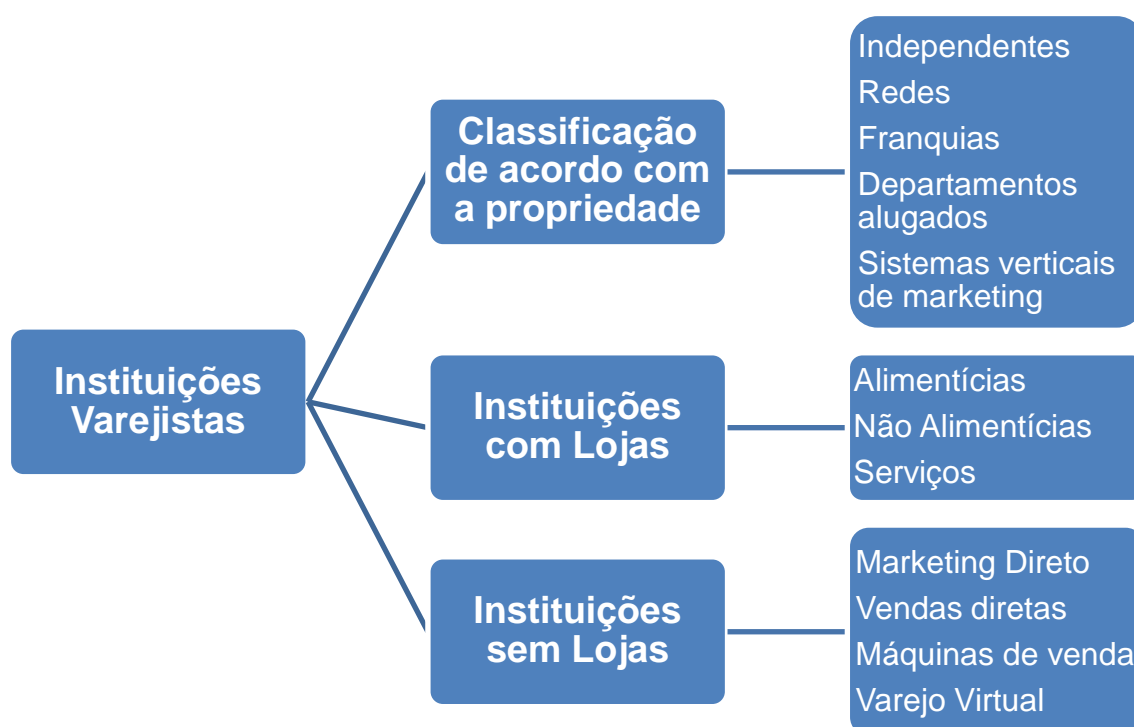 Instituições
Varejistas
Classificação
de acordo com
a propriedade
Independentes
Redes
Franquias
Departamentos
alugados
Sistemas verticais
de marketing
Instituições
com Lojas
Alimentícias
Não Alimentícias
Serviços
Instituições
sem Lojas
Marketing Direto
Vendas diretas
Máquinas de venda
Varejo Virtual